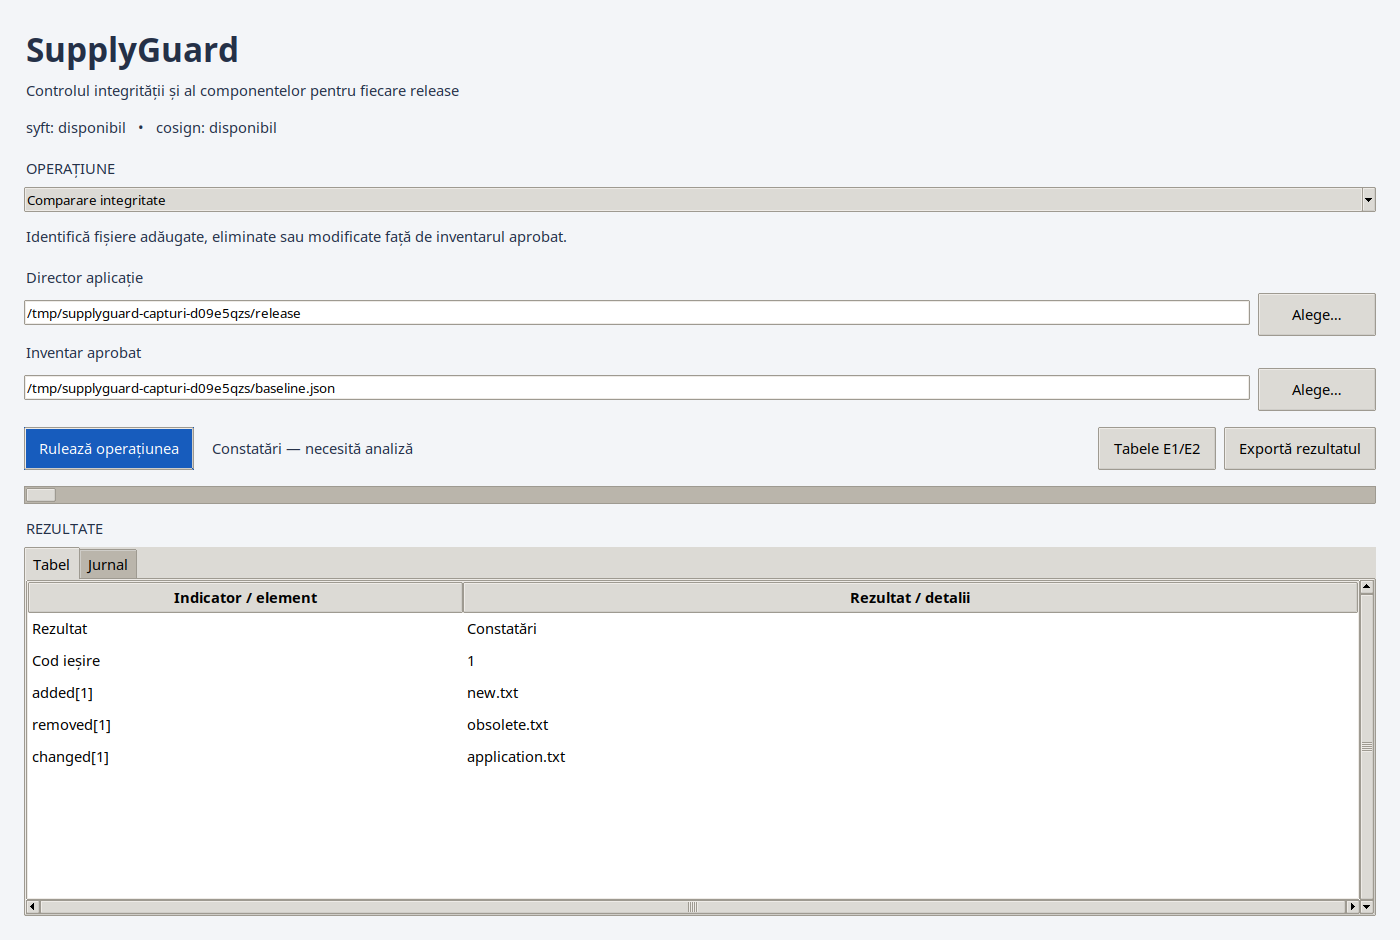 SupplyGuard
Controlul integrității și al componentelor pentru fiecare release
syft: disponibil • cosign: disponibil
OPERAȚIUNE
Comparare integritate
Identifică fișiere adăugate, eliminate sau modificate față de inventarul aprobat.
Director aplicație
/tmp/supplyguard-capturi-d09e5qzs/release Alege...
Inventar aprobat
/tmp/supplyguard-capturi-d09e5qzs/baseline.json Alege...
Rulează operațiunea Constatări — necesită analiză Tabele E1/E2 Exportă rezultatul
REZULTATE
Tabel Jurnal
Indicator / element Rezultat / detalii
Rezultat Constatări
Cod ieșire 1
added[1] new.txt
removed[1] obsolete.txt
changed[1] application.txt